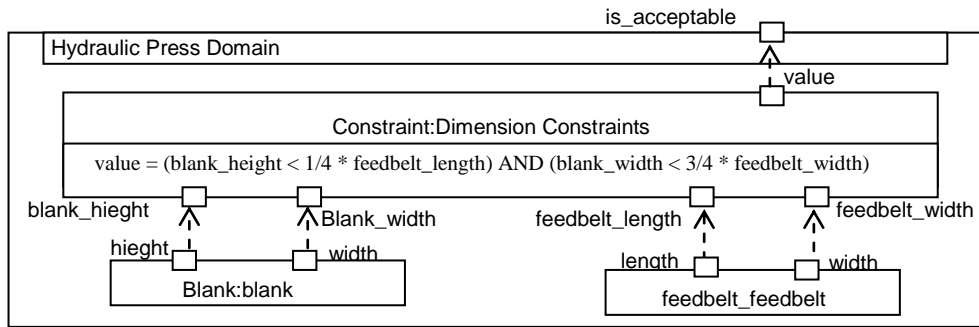 is_acceptable
Hydraulic Press Domain
value
Constraint:Dimension Constraints
value = (blank_height < 1/4 * feedbelt_length) AND (blank_width < 3/4 * feedbelt_width)
blank_hieght
Blank_width
feedbelt_length
feedbelt_width
hieght
width
length
width
Blank:blank
feedbelt_feedbelt